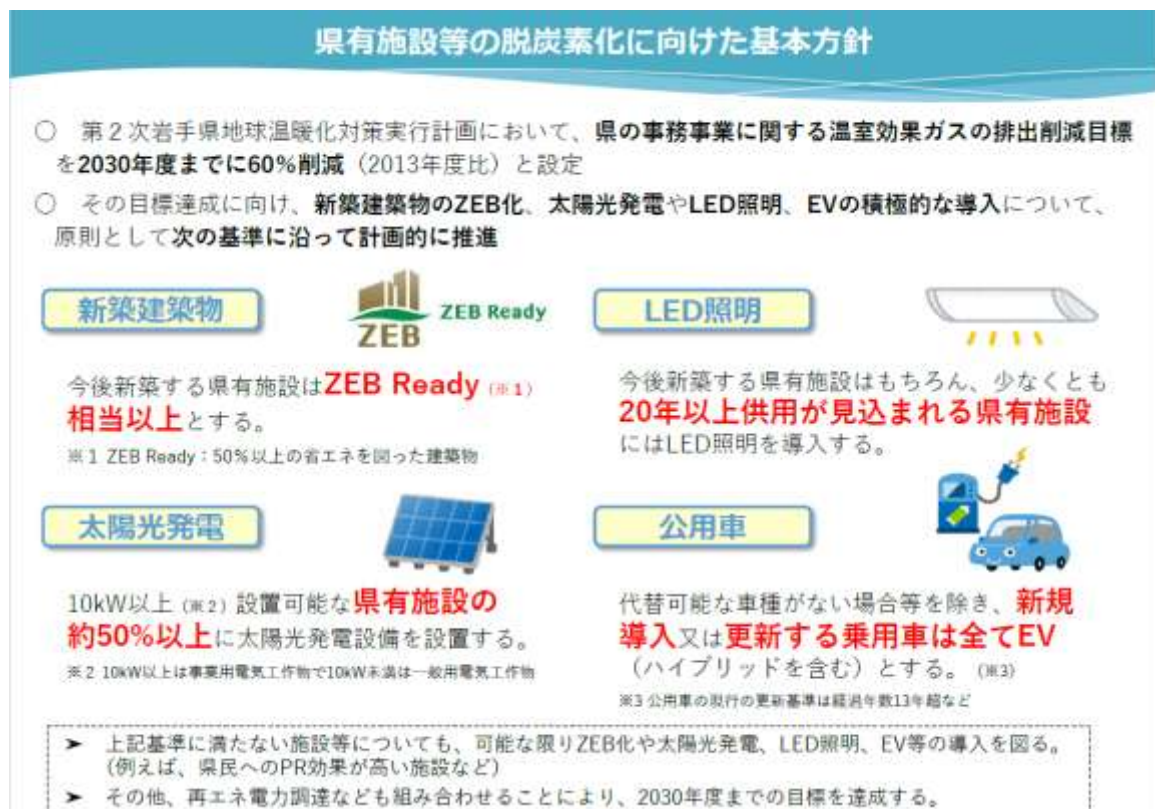 県有施設等の脱炭素化に向けた基本方針
○ 第2次岩手県地球温暖化対策実行計画において、県の事務事業に関する温室効果ガスの排出削減目標
を2030年度までに60%削減（2013年度比）と設定
○ その目標達成に向け、新築建築物のZEB化、太陽光発電やLED照明、EVの積極的な導入について、
原則として次の基準に沿って計画的に推進
新築建築物
ZEB
ZEB Ready
今後新築する県有施設はZEB Ready（※1）
相当以上とする。
※1 ZEB Ready：50%以上の省エネを図った建築物
LED照明
今後新築する県有施設はもちろん、少なくとも
20年以上供用が見込まれる県有施設
にはLED照明を導入する。
太陽光発電
10kW以上（※2）設置可能な県有施設の
約50%以上に太陽光発電設備を設置する。
※2 10kW以上は事業用電気工作物で10kW未満は一般用電気工作物
公用車
代替可能な車種がない場合等を除き、新規
導入又は更新する乗用車は全てEV
（ハイブリッドを含む）とする。（※3）
※3 公用車の現行の更新基準は経過年数13年超など
➤ 上記基準に満たない施設等についても、可能な限りZEB化や太陽光発電、LED照明、EV等の導入を図る。
（例えば、県民へのPR効果が高い施設など）
➤ その他、再エネ電力調達なども組み合わせることにより、2030年度までの目標を達成する。